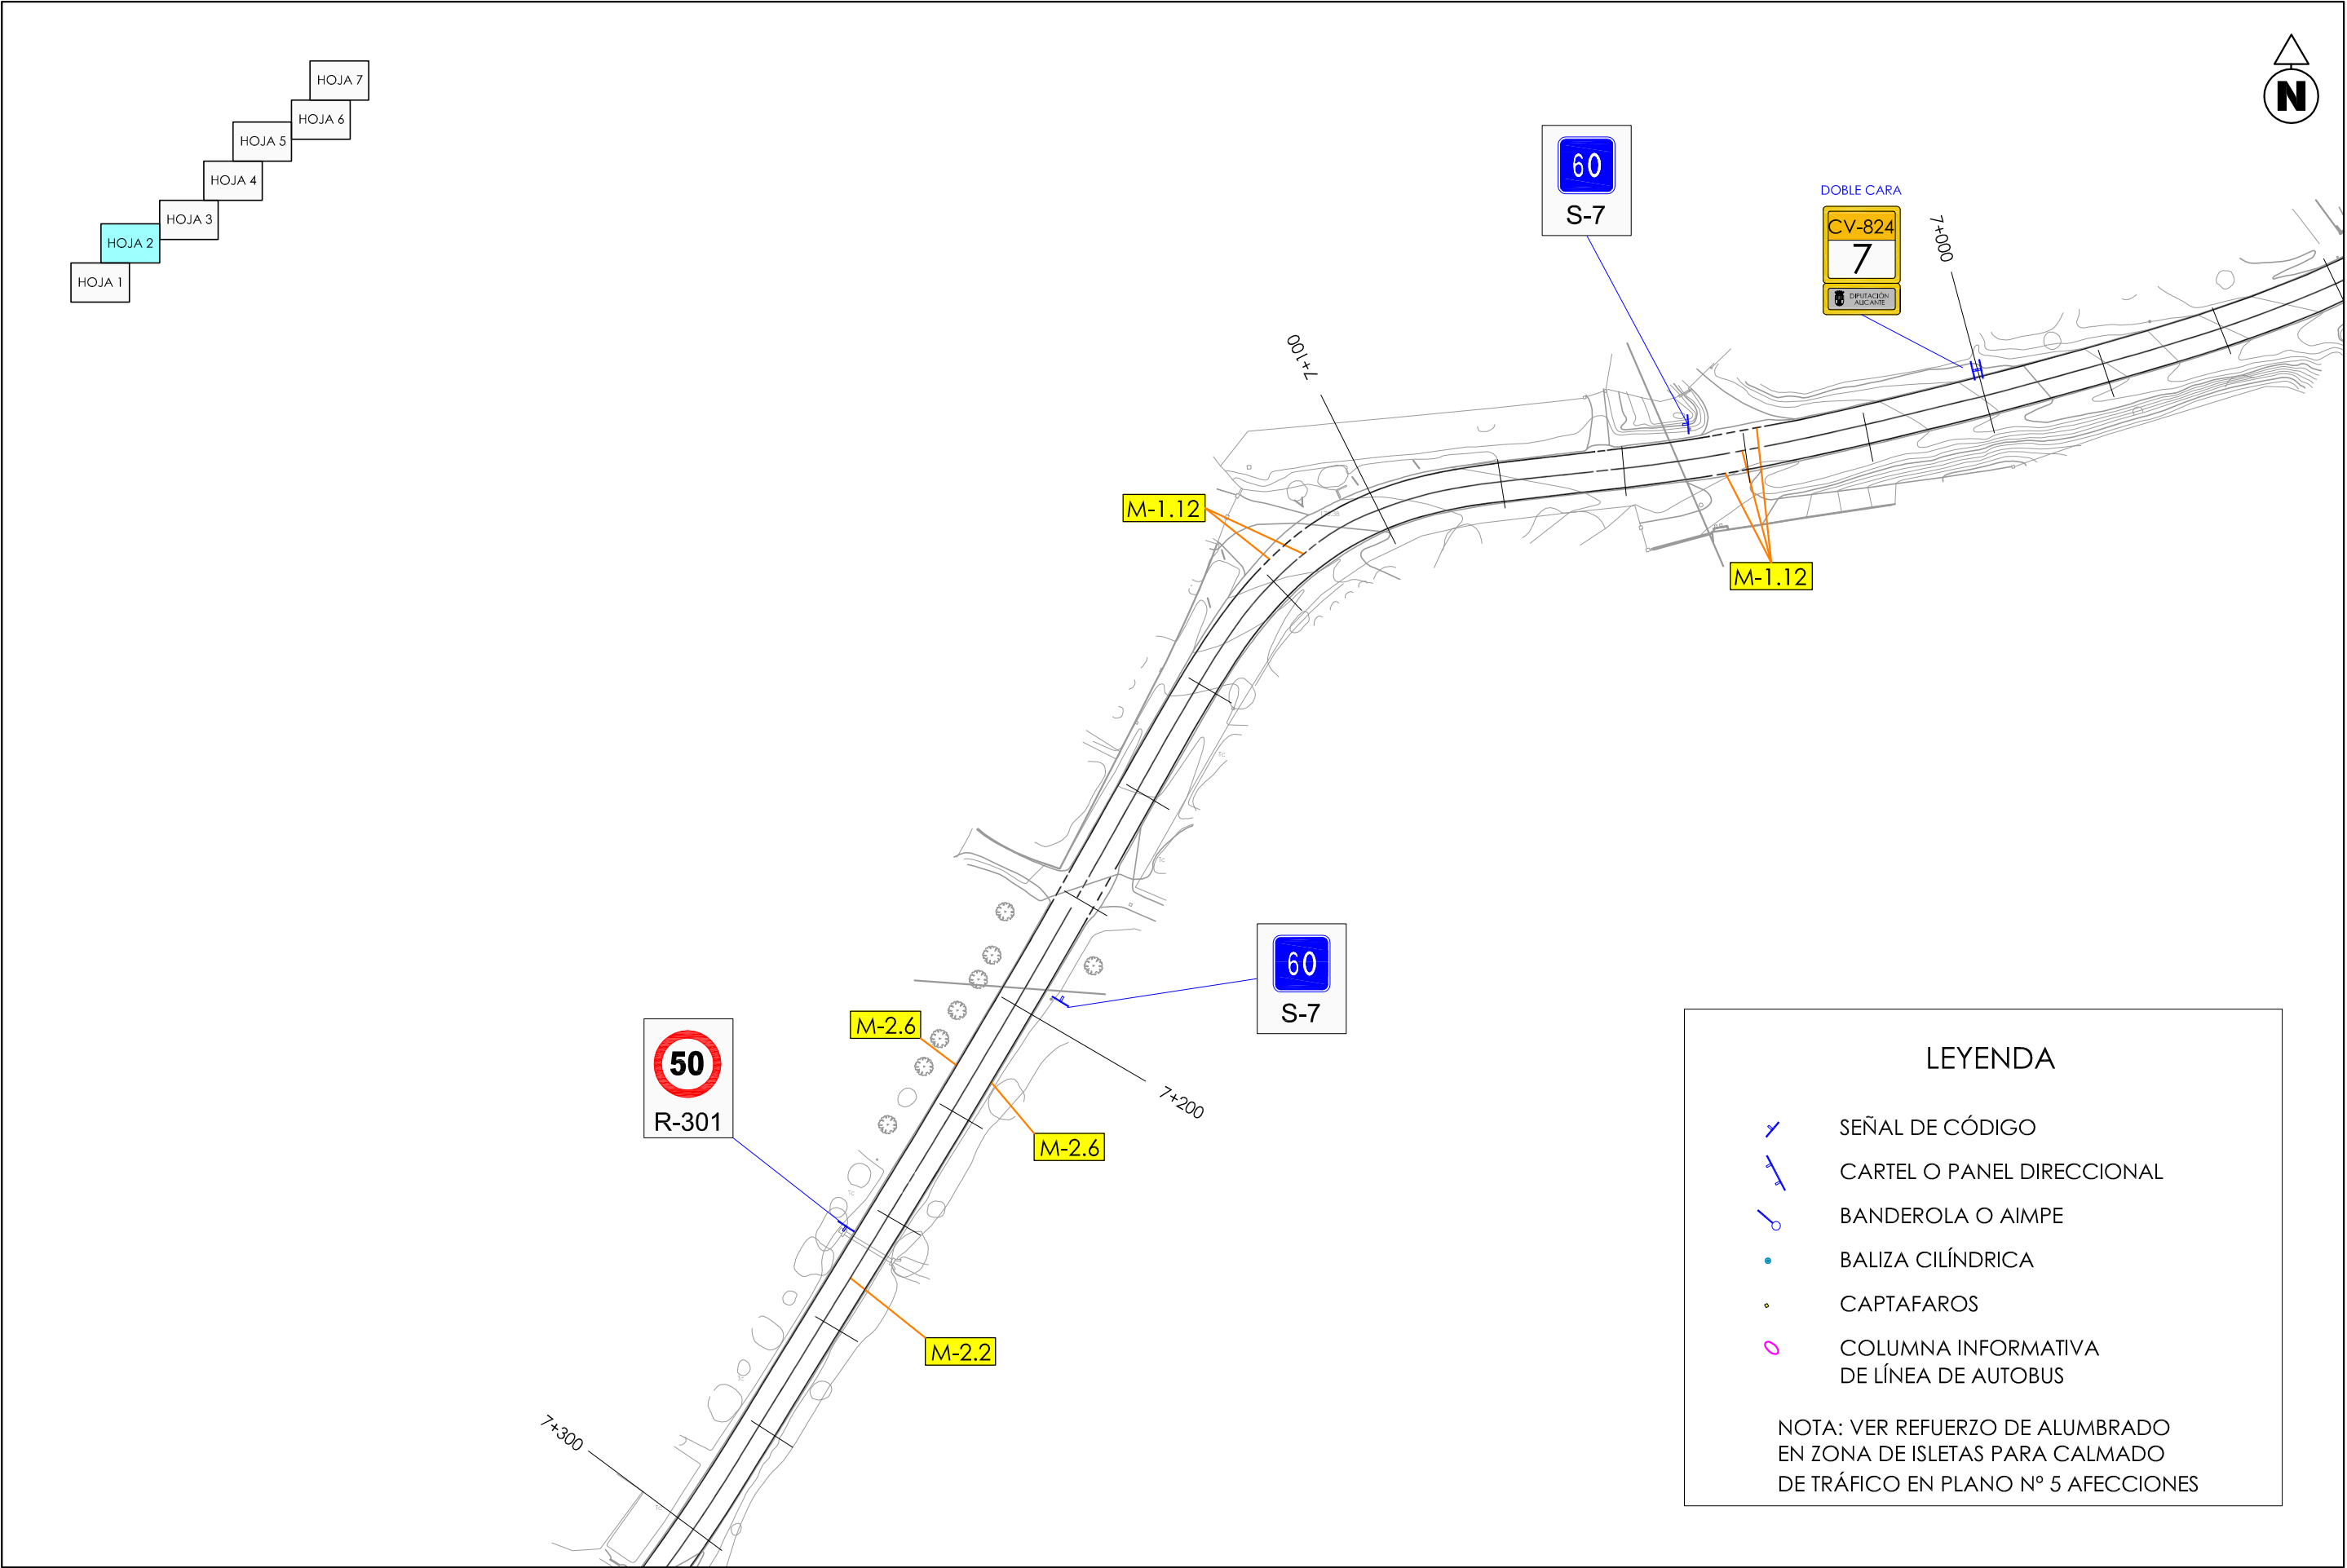 HOJA 7
HOJA 6
HOJA 5
HOJA 4
HOJA 3
HOJA 2
HOJA 1
N
60
S-7
DOBLE CARA
CV-824
7
DIPUTACIÓN
ALICANTE
7+000
7+100
M-1.12
M-1.12
60
S-7
M-2.6
50
R-301
7+200
M-2.6
M-2.2
7+300
LEYENDA
SEÑAL DE CÓDIGO
CARTEL O PANEL DIRECCIONAL
BANDEROLA O AIMPE
BALIZA CILÍNDRICA
CAPTAFAROS
COLUMNA INFORMATIVA
DE LÍNEA DE AUTOBUS
NOTA: VER REFUERZO DE ALUMBRADO
EN ZONA DE ISLETAS PARA CALMADO
DE TRÁFICO EN PLANO Nº 5 AFECCIONES